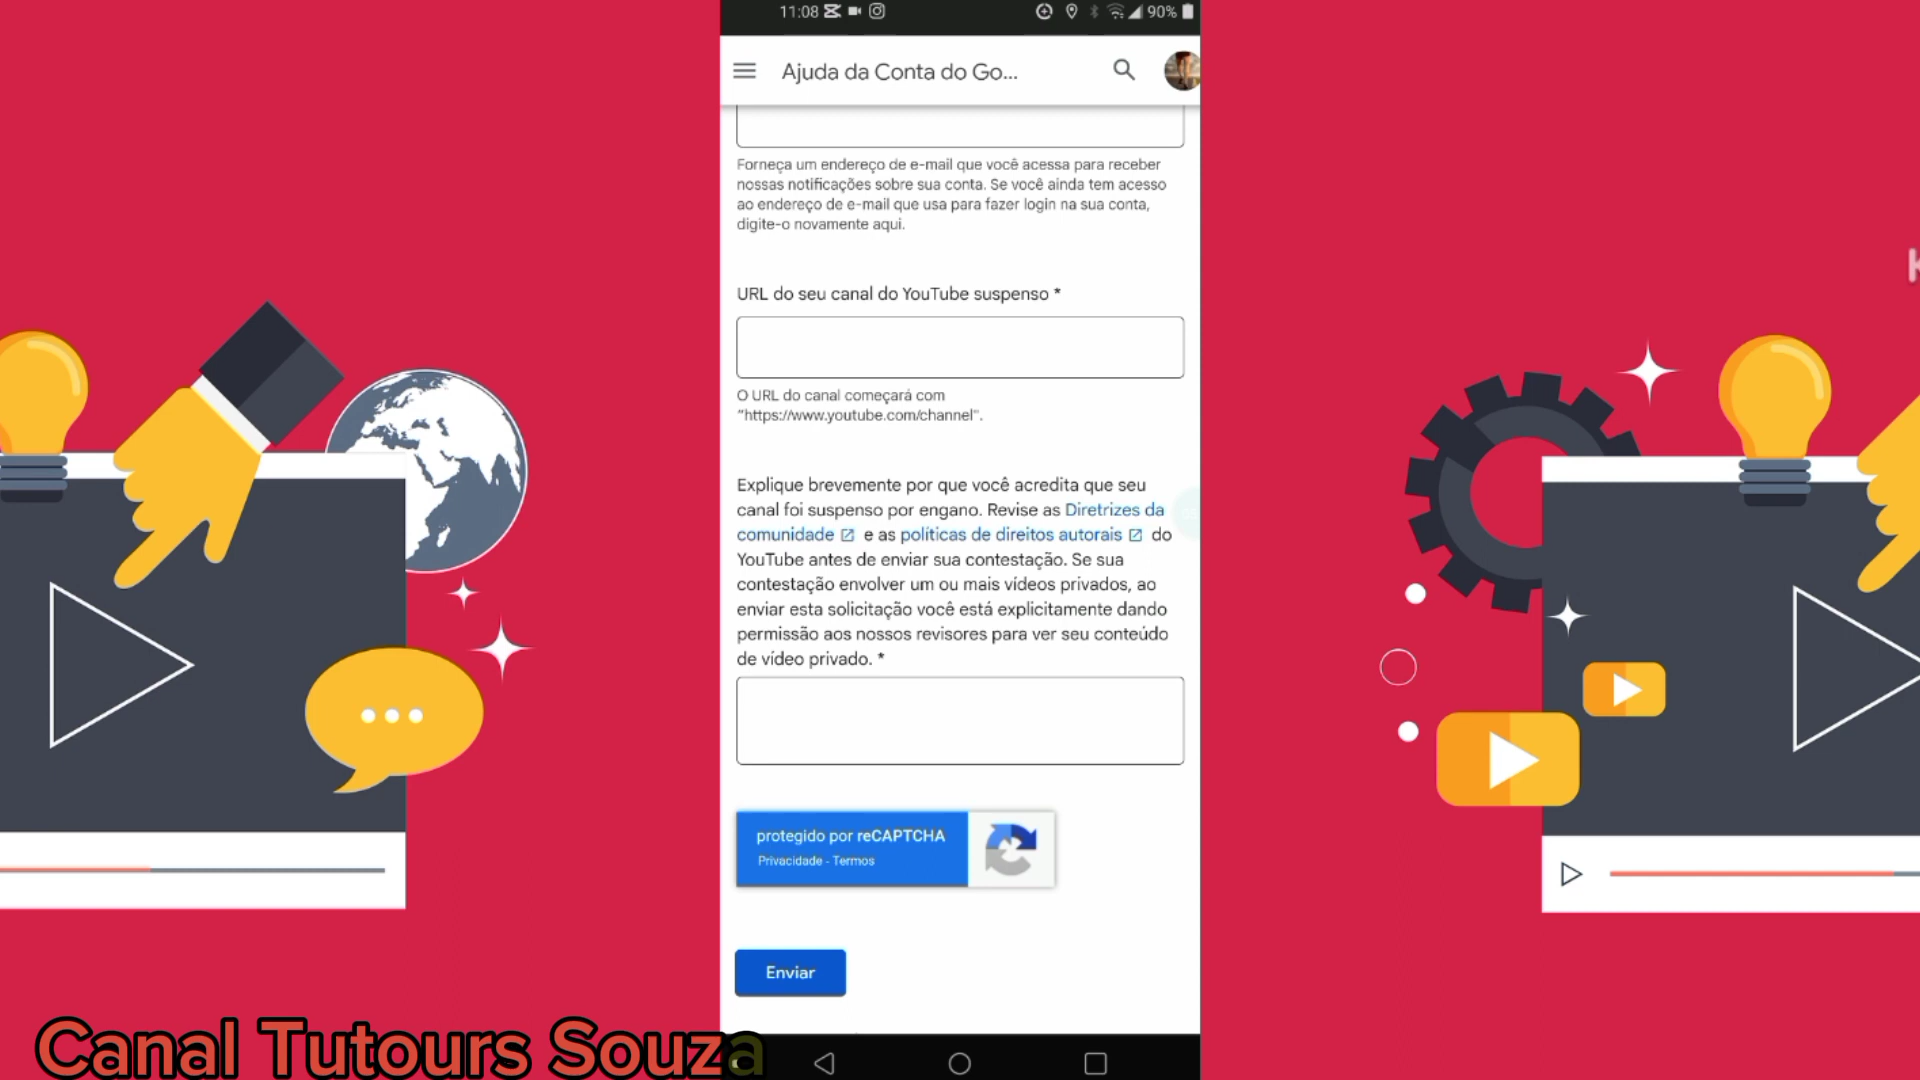 11:08
90%
Ajuda da Conta do Go...
Forneça um endereço de e-mail que você acessa para receber
nossas notificações sobre sua conta. Se você ainda tem acesso
ao endereço de e-mail que usa para fazer login na sua conta,
digite-o novamente aqui.
URL do seu canal do YouTube suspenso *
O URL do canal começará com
"https://www.youtube.com/channel".
Explique brevemente por que você acredita que seu
canal foi suspenso por engano. Revise as Diretrizes da
comunidade e as políticas de direitos autorais do
YouTube antes de enviar sua contestação. Se sua
contestação envolver um ou mais vídeos privados, ao
enviar esta solicitação você está explicitamente dando
permissão aos nossos revisores para ver seu conteúdo
de vídeo privado. *
protegido por reCAPTCHA
Privacidade - Termos
Enviar
Canal Tutours Souza